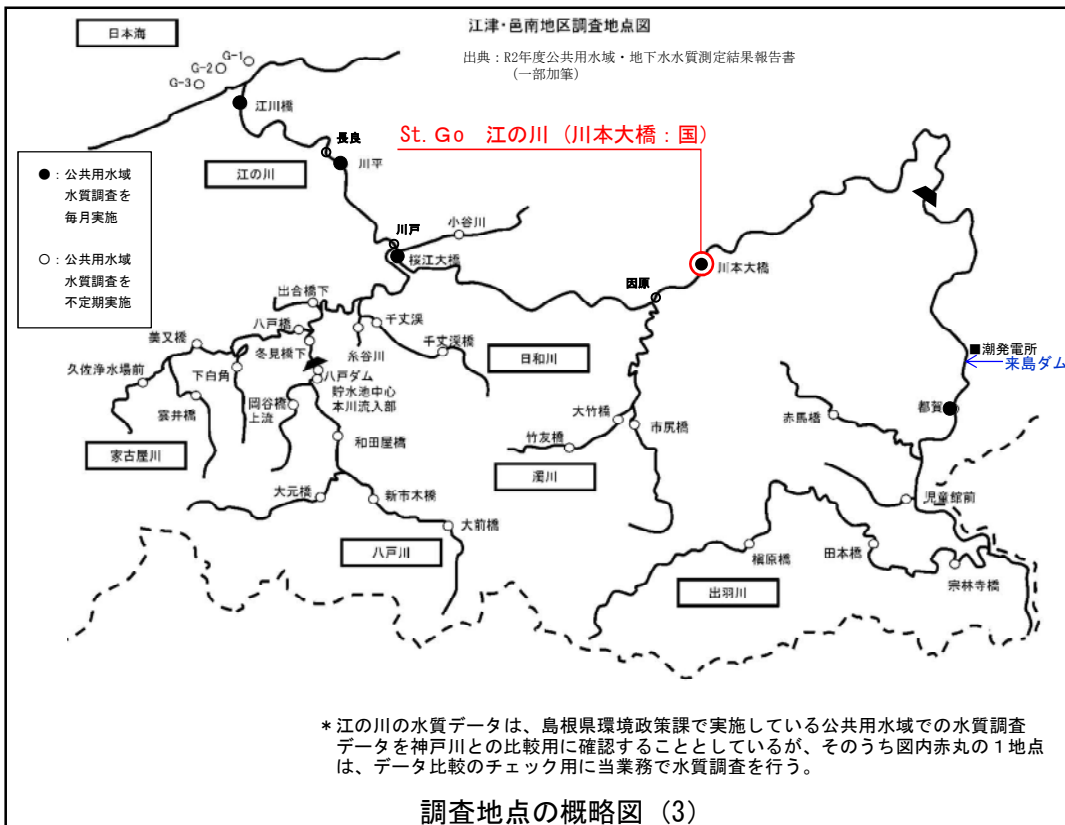 江津・邑南地区調査地点図
出典：R2年度公共用水域・地下水水質測定結果報告書
(一部加筆)
日本海
G-1
G-2
G-3
江川橋
長良
川平
江の川
St. Go　江の川（川本大橋：国）
●：公共用水域
水質調査を
毎月実施
○：公共用水域
水質調査を
不定期実施
川戸
小谷川
桜江大橋
川本大橋
因原
出合橋下
八戸橋
千丈渓
美又橋
冬見橋下
糸谷川
千丈渓橋
日和川
■潮発電所
来島ダム
久佐浄水場前
下白角
八戸ダム
貯水池中心
本川流入部
岡谷橋
上流
雲井橋
都賀
赤馬橋
大竹橋
市尻橋
竹友橋
和田屋橋
家古屋川
濁川
大元橋
新市木橋
大前橋
児童館前
八戸川
槇原橋
田本橋
宗林寺橋
出羽川
＊江の川の水質データは、島根県環境政策課で実施している公共用水域での水質調査
データを神戸川との比較用に確認することとしているが、そのうち図内赤丸の１地点
は、データ比較のチェック用に当業務で水質調査を行う。
調査地点の概略図（3）